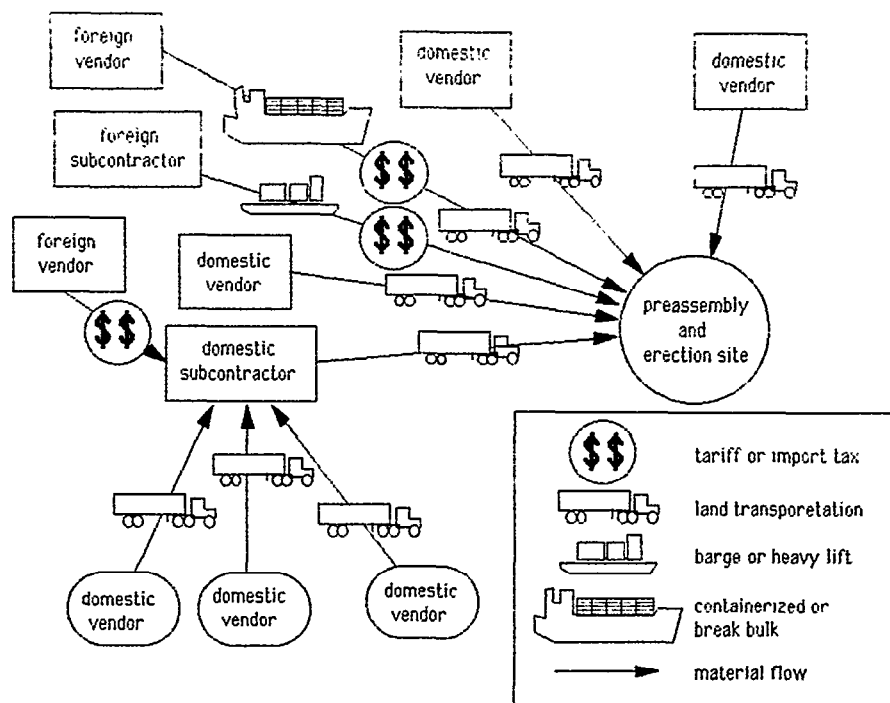 foreign
vendor
domestic
vendor
domestic
vendor
foreign
subcontractor
$ $
$ $
foreign
vendor
domestic
vendor
$ $
domestic
subcontractor
preassembly
and
erection site
domestic
vendor
domestic
vendor
domestic
vendor
$ $
tariff or import tax
land transporetation
barge or heavy lift
containerized or
break bulk
material flow